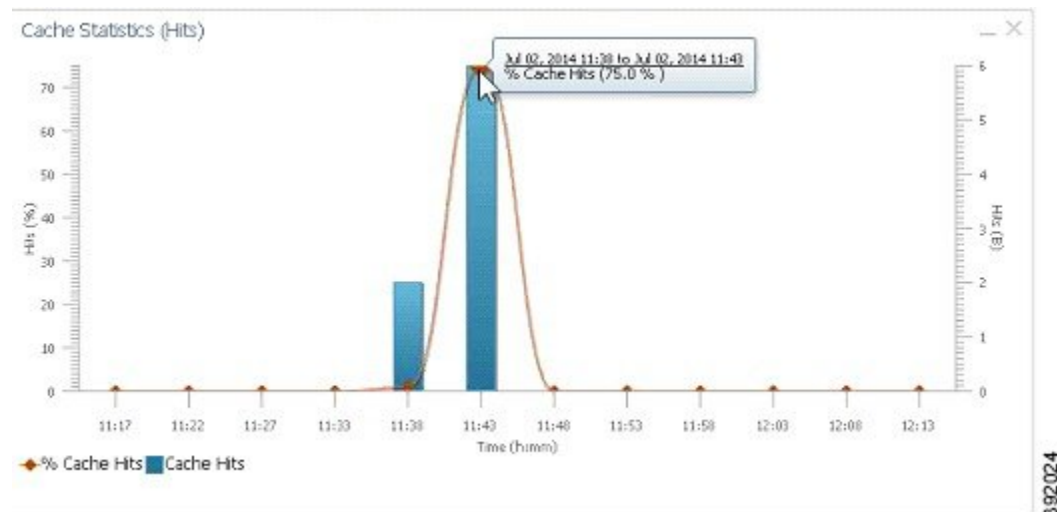 Cache Statistics (Hits)
Jul 02, 2014 11:38 to Jul 02, 2014 11:43
% Cache Hits (75.0 % )
70
60
50
40
30
20
10
0
Hits (%)
6
5
4
3
2
1
0
Hits (B)
11:17 11:22 11:27 11:33 11:38 11:43 11:48 11:53 11:58 12:03 12:08 12:13
Time (h:mm)
% Cache Hits Cache Hits
392024